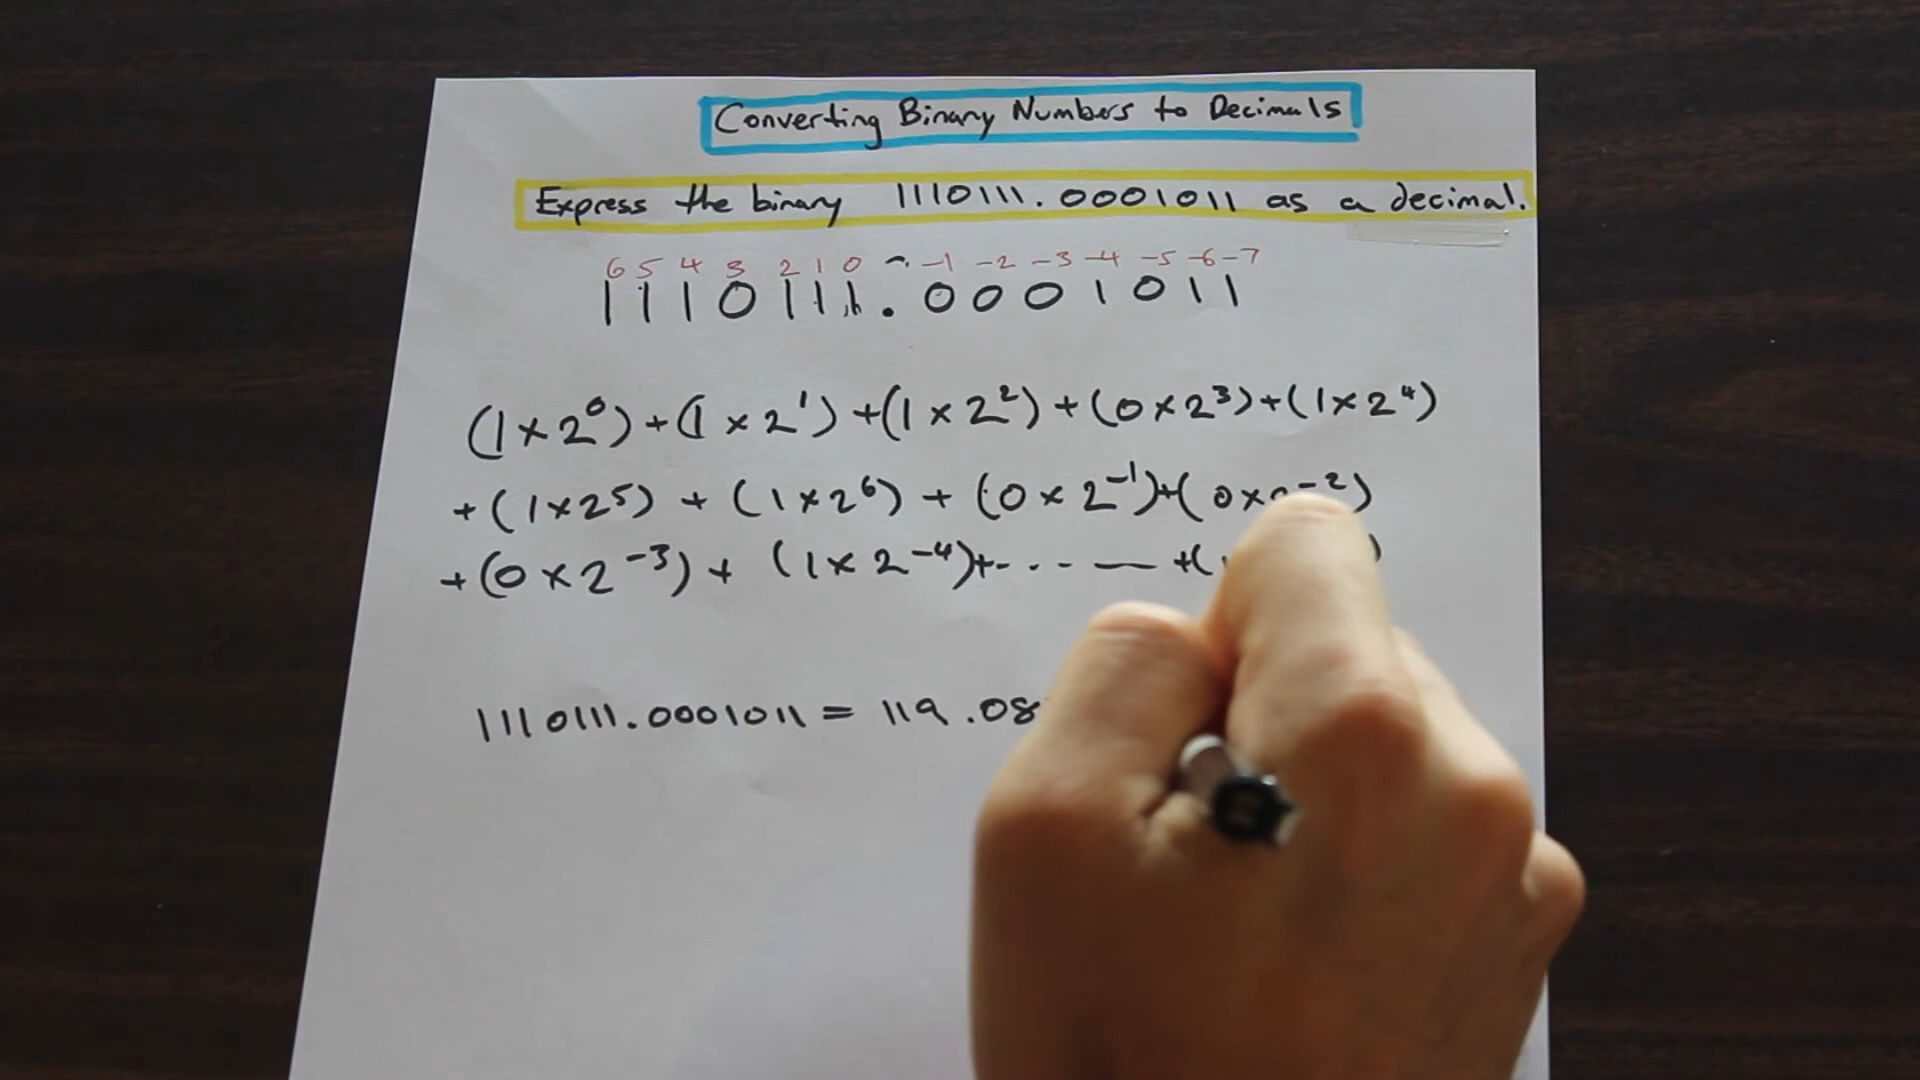 Converting Binary Numbers to Decimals
Express the binary 1110111.0001011 as a decimal.
6 5 4 3 2 1 0 -1 -2 -3 -4 -5 -6 -7
1110111.0001011
(1×2⁰)+(1×2¹)+(1×2²)+(0×2³)+(1×2⁴)
+(1×2⁵)+(1×2⁶)+(0×2⁻¹)+(0× ⁻²)
+(0×2⁻³)+(1×2⁻⁴)+....—+( )
1110111.0001011=119.08